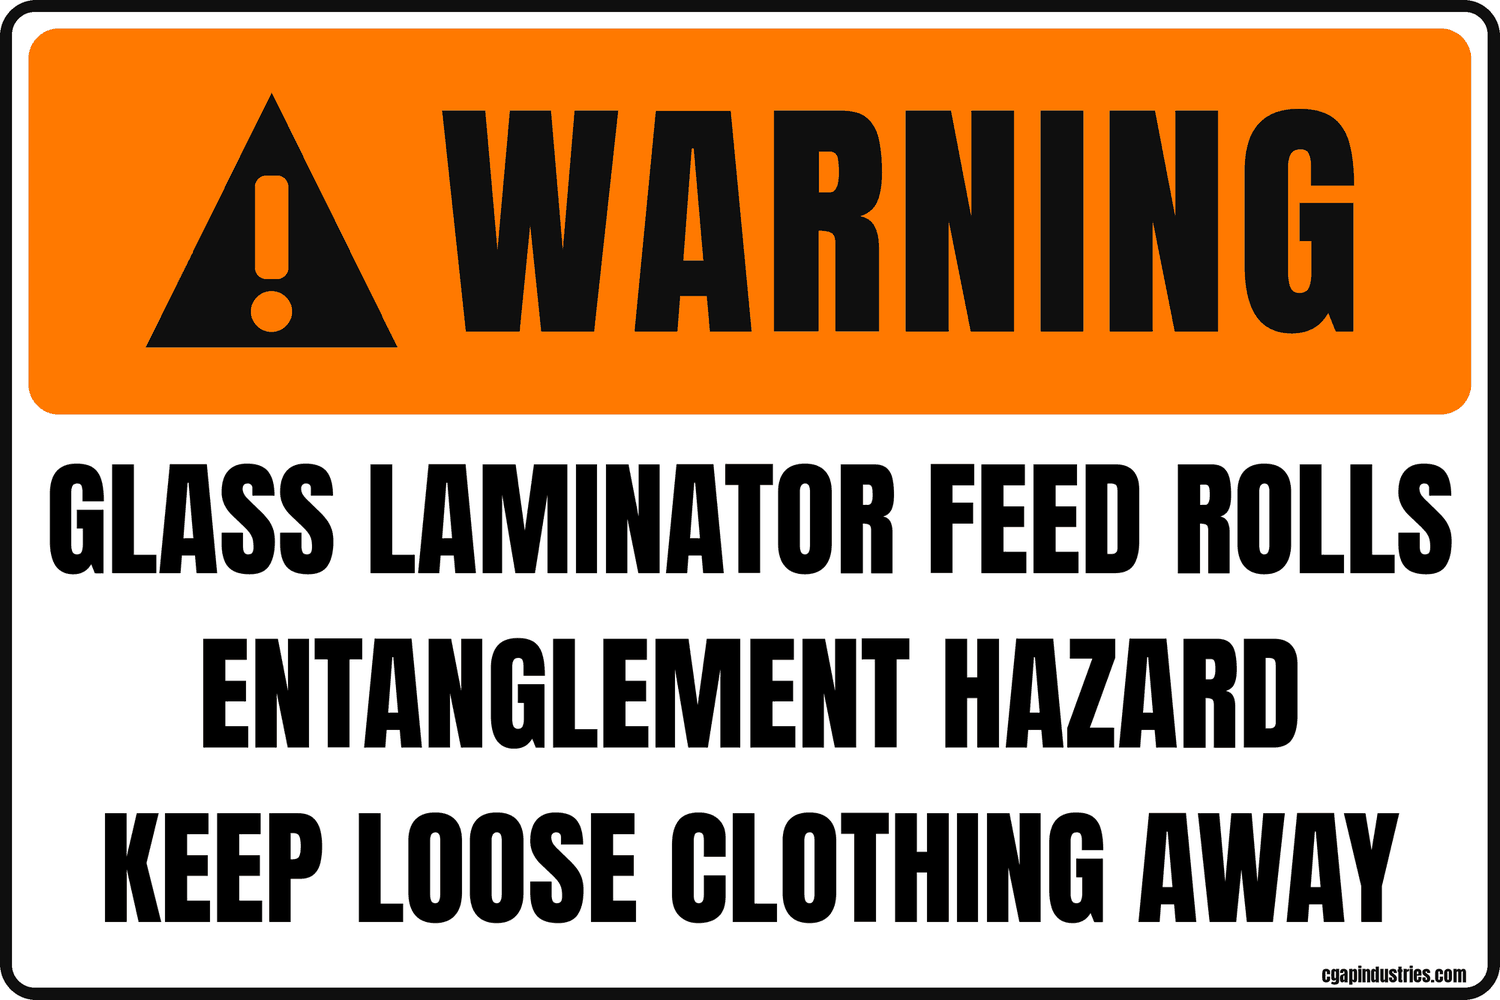 WARNING
GLASS LAMINATOR FEED ROLLS
ENTANGLEMENT HAZARD
KEEP LOOSE CLOTHING AWAY
cgapindustries.com